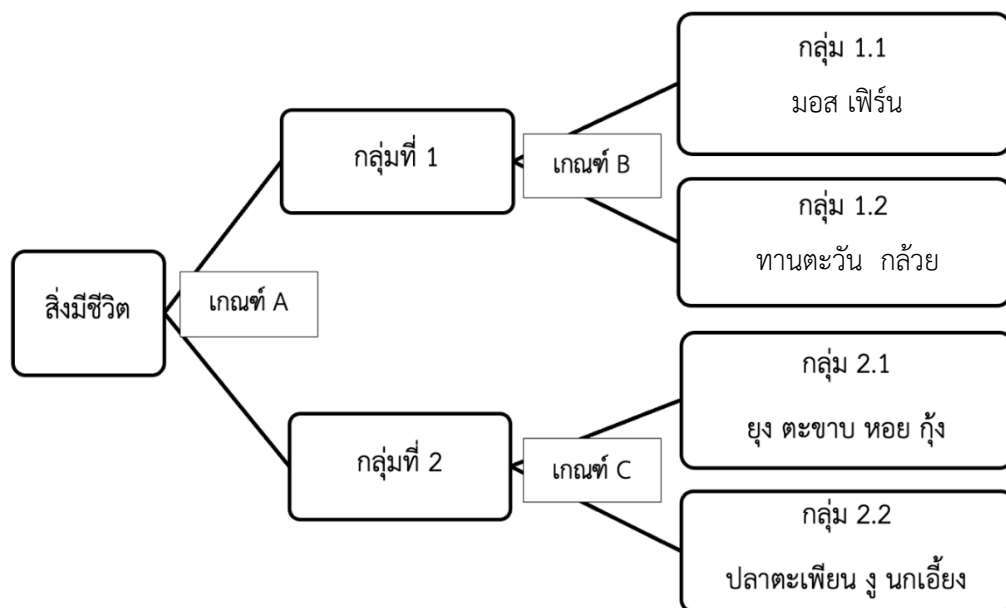 สิ่งมีชีวิต
เกณฑ์ A
กลุ่มที่ 1
เกณฑ์ B
กลุ่ม 1.1
มอส เฟิร์น
กลุ่ม 1.2
ทานตะวัน กล้วย
กลุ่มที่ 2
เกณฑ์ C
กลุ่ม 2.1
ยุง ตะขาบ หอย กุ้ง
กลุ่ม 2.2
ปลาตะเพียน งู นกเอี้ยง